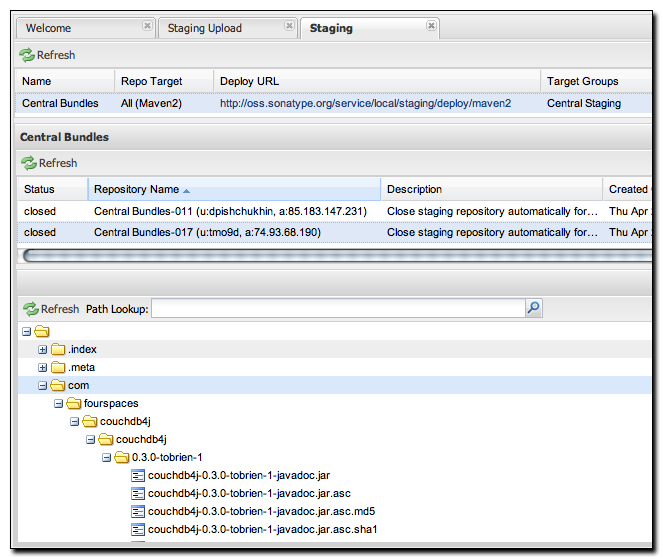 Welcome Staging Upload Staging
Refresh
Name Repo Target Deploy URL Target Groups
Central Bundles All (Maven2) http://oss.sonatype.org/service/local/staging/deploy/maven2 Central Staging
Central Bundles
Refresh
Status Repository Name Description Created
closed Central Bundles-011 (u:dpishchukhin, a:85.183.147.231) Close staging repository automatically for... Thu Apr
closed Central Bundles-017 (u:tmo9d, a:74.93.68.190) Close staging repository automatically for... Thu Apr
Refresh Path Lookup:
.index
.meta
com
fourspaces
couchdb4j
couchdb4j
0.3.0-tobrien-1
couchdb4j-0.3.0-tobrien-1-javadoc.jar
couchdb4j-0.3.0-tobrien-1-javadoc.jar.asc
couchdb4j-0.3.0-tobrien-1-javadoc.jar.asc.md5
couchdb4j-0.3.0-tobrien-1-javadoc.jar.asc.sha1